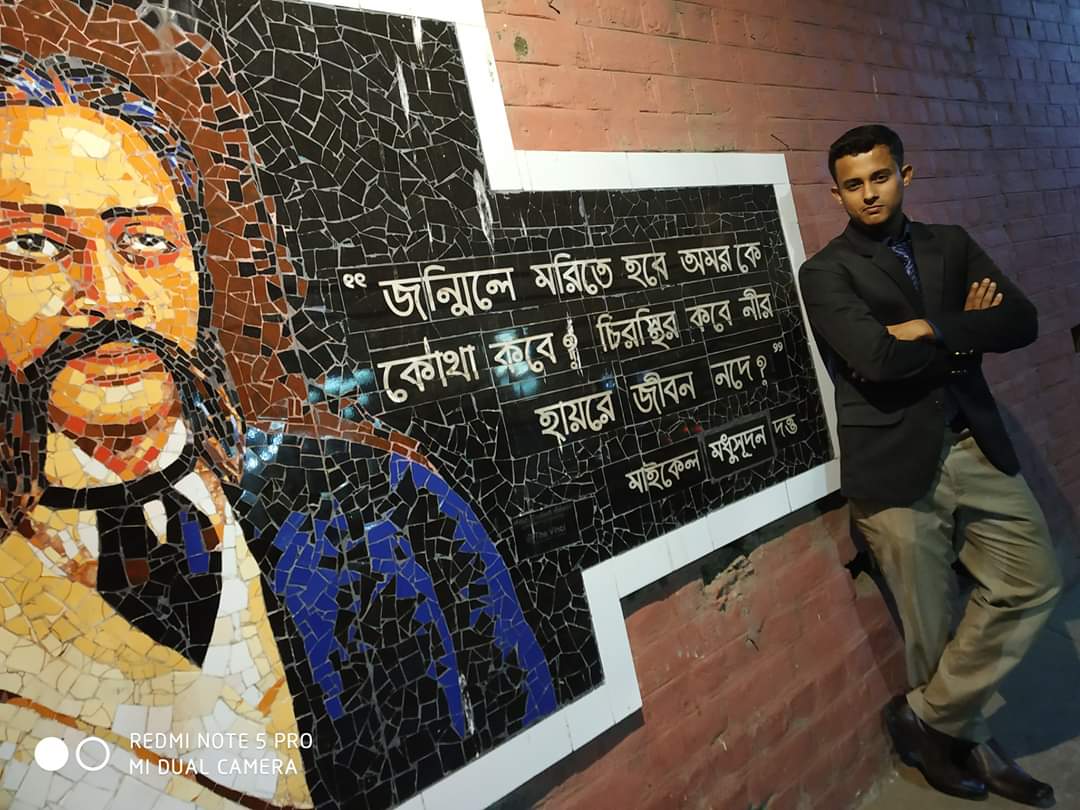 “জন্মিলে মরিতে হবে অমর কে
কোথা কবে? চিরস্থির কবে নীর
হায়রে জীবন নদে?”
মাইকেল মধুসূদন দত্ত
REDMI NOTE 5 PRO
MI DUAL CAMERA